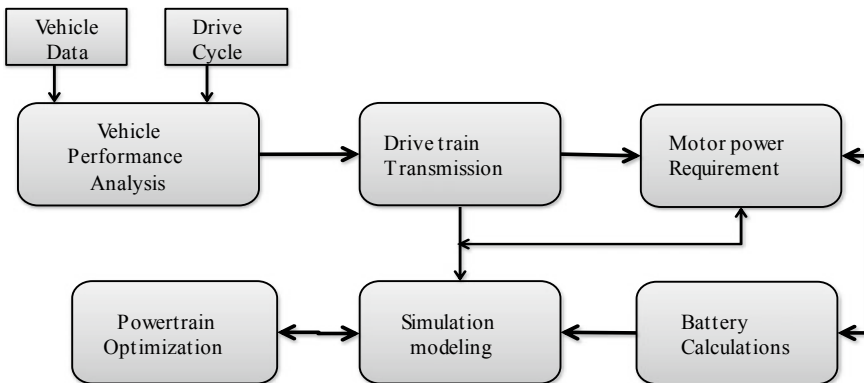 Vehicle
Data
Drive
Cycle
Vehicle
Performance
Analysis
Drive train
Transmission
Motor power
Requirement
Powertrain
Optimization
Simulation
modeling
Battery
Calculations